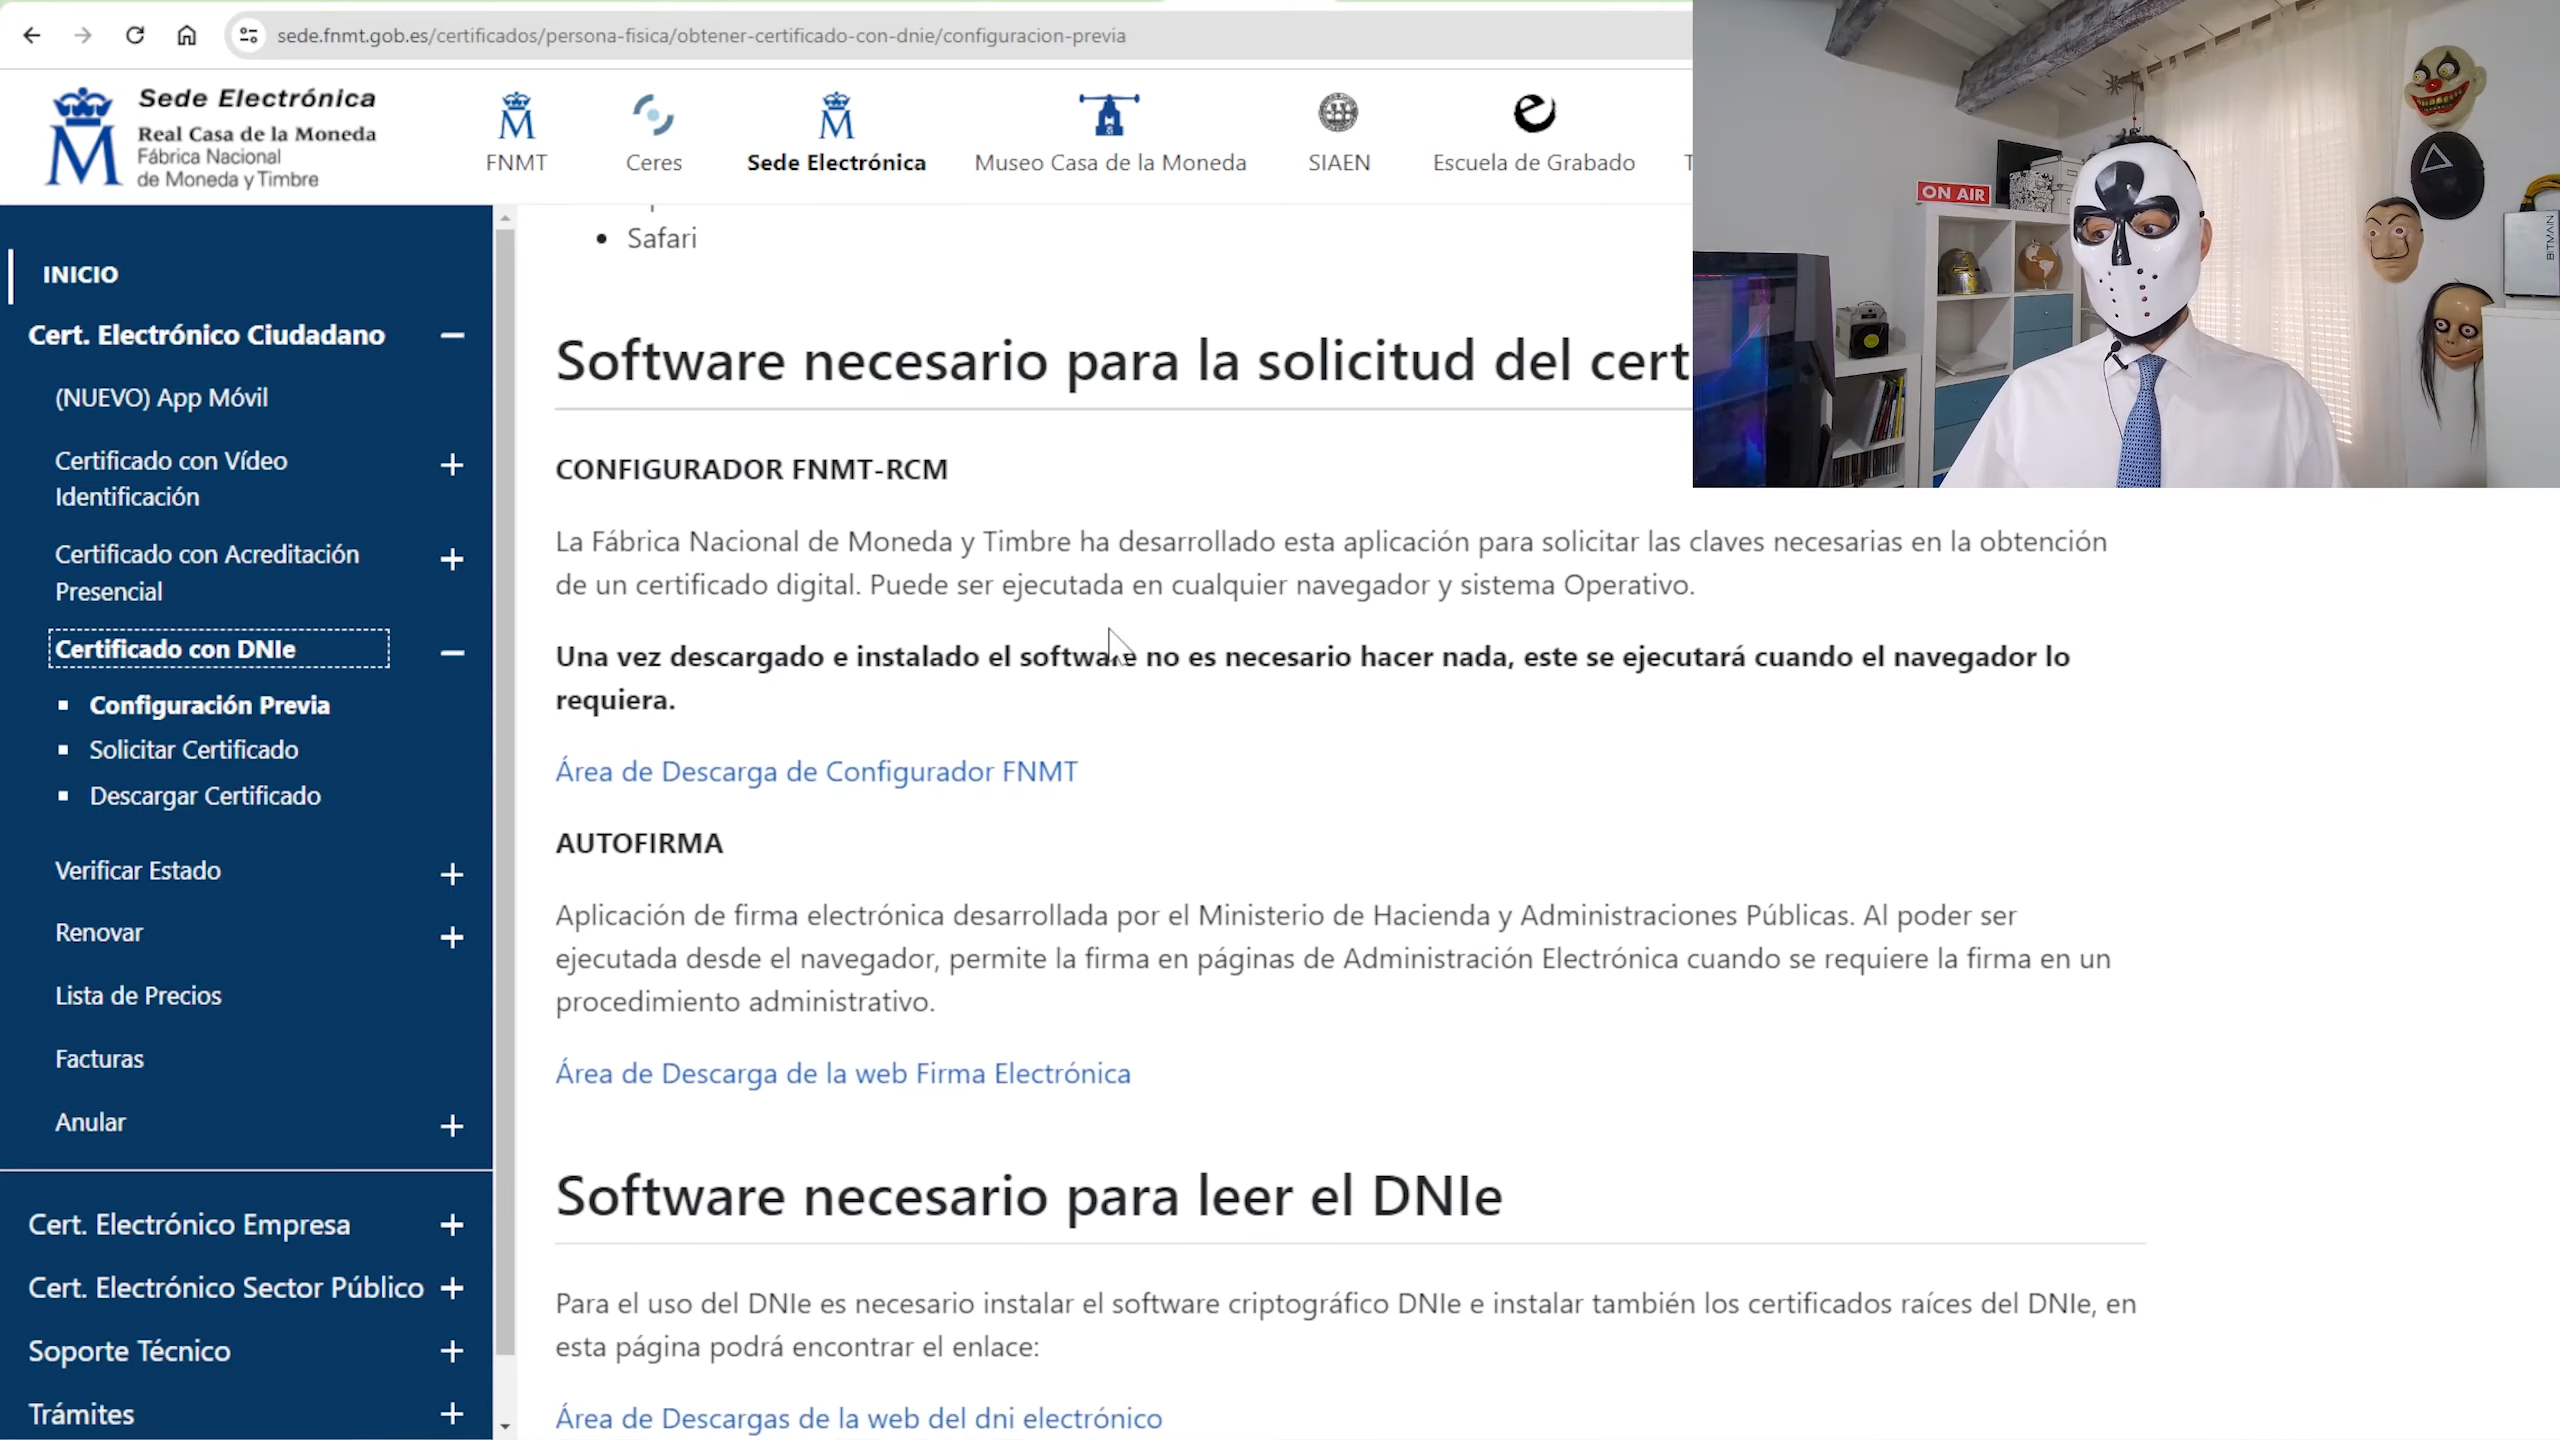 sede.fnmt.gob.es/certificados/persona-fisica/obtener-certificado-con-dnie/configuracion-previa
Sede Electrónica
Real Casa de la Moneda
Fábrica Nacional
de Moneda y Timbre
FNMT
Ceres
Sede Electrónica
Museo Casa de la Moneda
SIAEN
Escuela de Grabado
T
ON AIR
BITMAIN
INICIO
Cert. Electrónico Ciudadano
(NUEVO) App Móvil
Certificado con Vídeo
Identificación
Certificado con Acreditación
Presencial
Certificado con DNIe
Configuración Previa
Solicitar Certificado
Descargar Certificado
Verificar Estado
Renovar
Lista de Precios
Facturas
Anular
Cert. Electrónico Empresa
Cert. Electrónico Sector Público
Soporte Técnico
Trámites
Safari
Software necesario para la solicitud del cert
CONFIGURADOR FNMT-RCM
La Fábrica Nacional de Moneda y Timbre ha desarrollado esta aplicación para solicitar las claves necesarias en la obtención
de un certificado digital. Puede ser ejecutada en cualquier navegador y sistema Operativo.
Una vez descargado e instalado el software no es necesario hacer nada, este se ejecutará cuando el navegador lo
requiera.
Área de Descarga de Configurador FNMT
AUTOFIRMA
Aplicación de firma electrónica desarrollada por el Ministerio de Hacienda y Administraciones Públicas. Al poder ser
ejecutada desde el navegador, permite la firma en páginas de Administración Electrónica cuando se requiere la firma en un
procedimiento administrativo.
Área de Descarga de la web Firma Electrónica
Software necesario para leer el DNIe
Para el uso del DNIe es necesario instalar el software criptográfico DNIe e instalar también los certificados raíces del DNIe, en
esta página podrá encontrar el enlace:
Área de Descargas de la web del dni electrónico